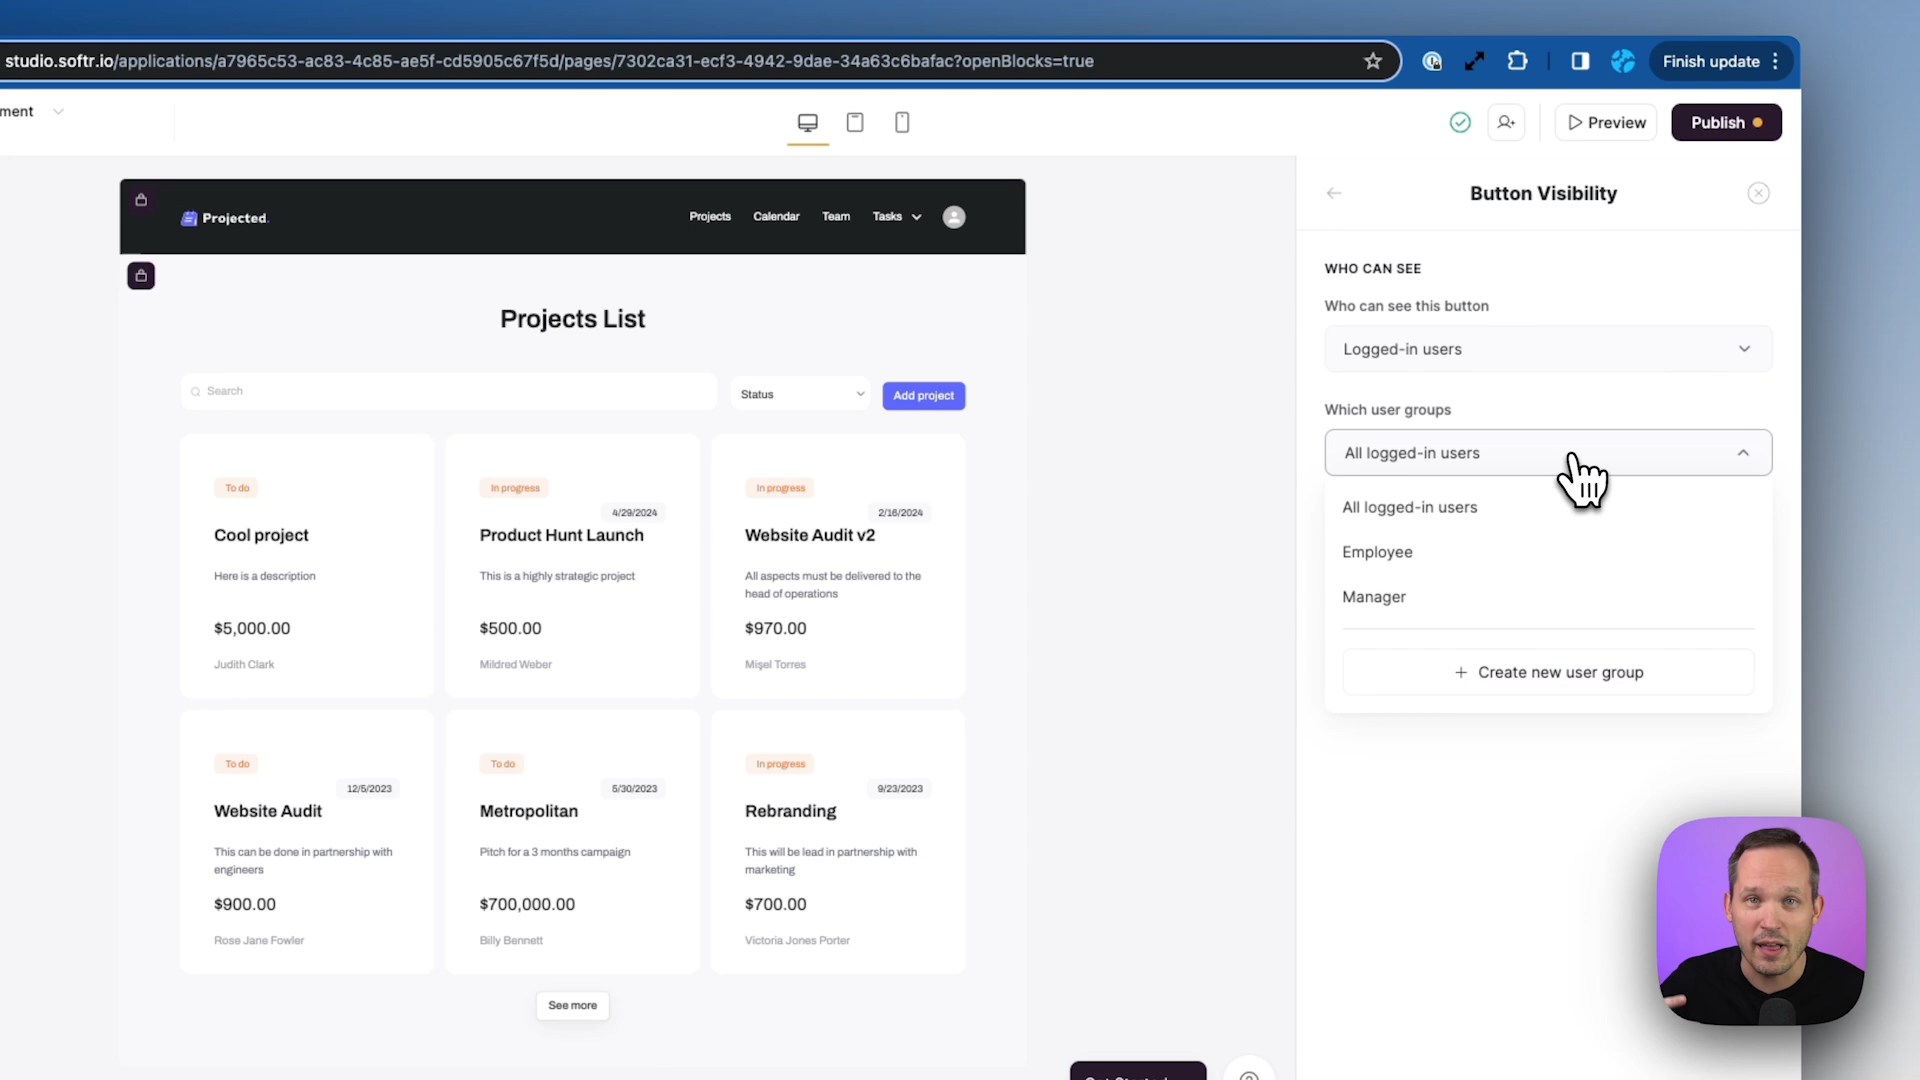 studio.softr.io/applications/a7965c53-ac83-4c85-ae5f-cd5905c67f5d/pages/7302ca31-ecf3-4942-9dae-34a63c6bafac?openBlocks=true
Finish update
ment
Preview
Publish
Projected.
Projects
Calendar
Team
Tasks
Projects List
Search
Status
Add project
To do
Cool project
Here is a description
$5,000.00
Judith Clark
In progress
4/29/2024
Product Hunt Launch
This is a highly strategic project
$500.00
Mildred Weber
In progress
2/16/2024
Website Audit v2
All aspects must be delivered to the
head of operations
$970.00
Mişel Torres
To do
12/5/2023
Website Audit
This can be done in partnership with
engineers
$900.00
Rose Jane Fowler
To do
5/30/2023
Metropolitan
Pitch for a 3 months campaign
$700,000.00
Billy Bennett
In progress
9/23/2023
Rebranding
This will be lead in partnership with
marketing
$700.00
Victoria Jones Porter
See more
Button Visibility
WHO CAN SEE
Who can see this button
Logged-in users
Which user groups
All logged-in users
All logged-in users
Employee
Manager
+ Create new user group